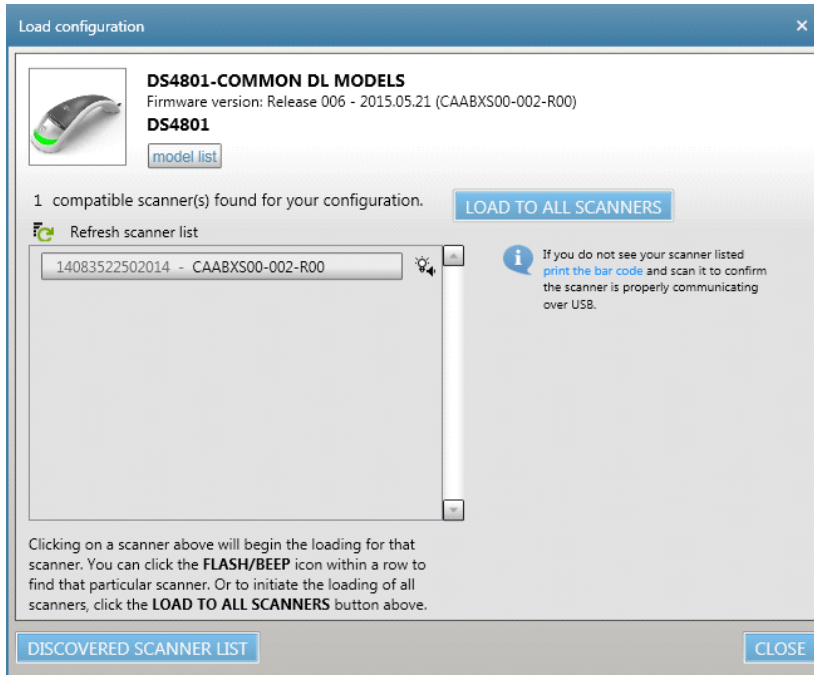 Load configuration
DS4801-COMMON DL MODELS
Firmware version: Release 006 - 2015.05.21 (CAABXS00-002-R00)
DS4801
model list
1 compatible scanner(s) found for your configuration.
LOAD TO ALL SCANNERS
Refresh scanner list
14083522502014 - CAABXS00-002-R00
If you do not see your scanner listed
print the bar code and scan it to confirm
the scanner is properly communicating
over USB.
Clicking on a scanner above will begin the loading for that
scanner. You can click the FLASH/BEEP icon within a row to
find that particular scanner. Or to initiate the loading of all
scanners, click the LOAD TO ALL SCANNERS button above.
DISCOVERED SCANNER LIST
CLOSE